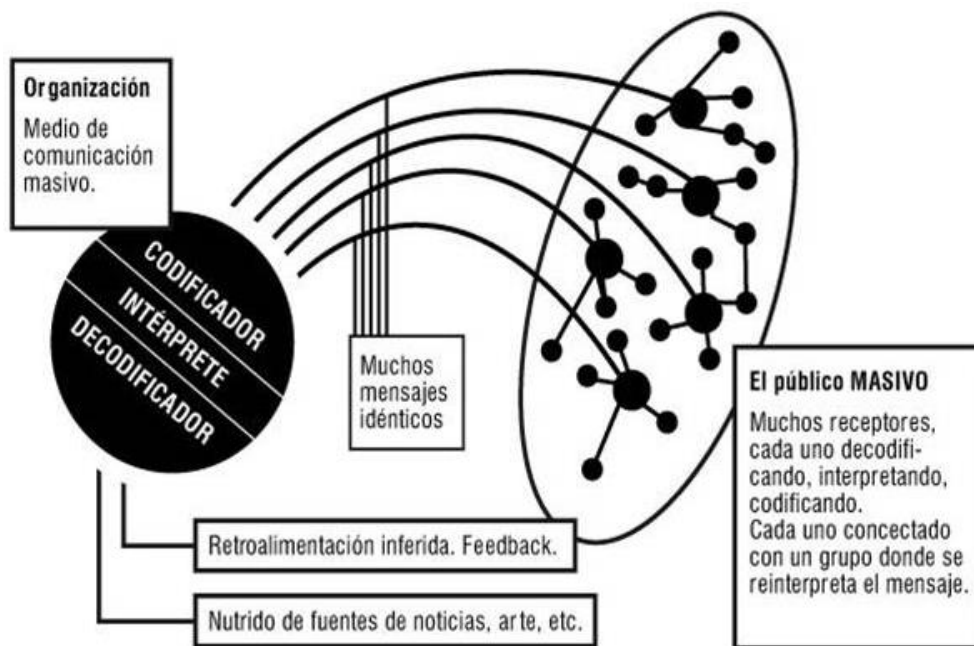 Organización
Medio de
comunicación
masivo.
CODIFICADOR
INTÉRPRETE
DECODIFICADOR
Muchos
mensajes
idénticos
El público MASIVO
Muchos receptores,
cada uno decodifi-
cando, interpretando,
codificando.
Cada uno concectado
con un grupo donde se
reinterpreta el mensaje.
Retroalimentación inferida. Feedback.
Nutrido de fuentes de noticias, arte, etc.